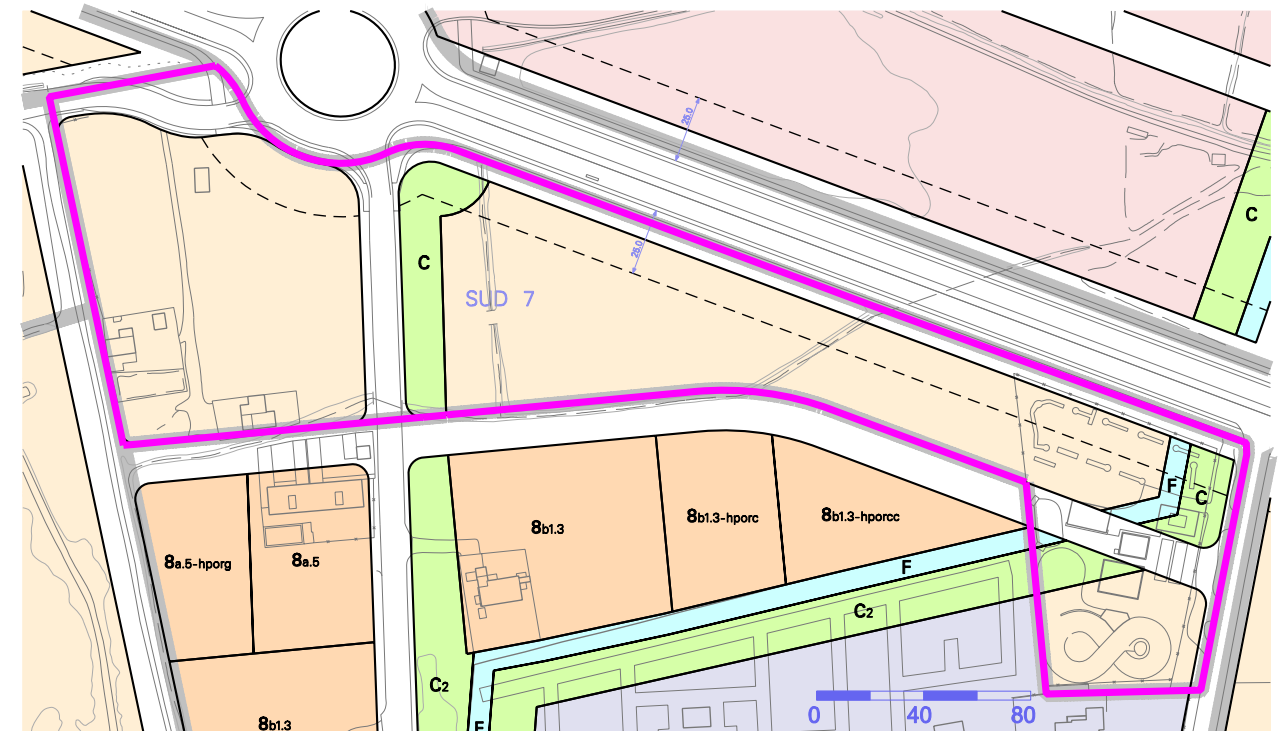 25.0
C
C
25.0
SUD 7
F
C
8b1.3
8b1.3-hporc
8b1.3-hporcc
8a.5-hporg
8a.5
F
C2
C2
8b1.3
F
0 40 80